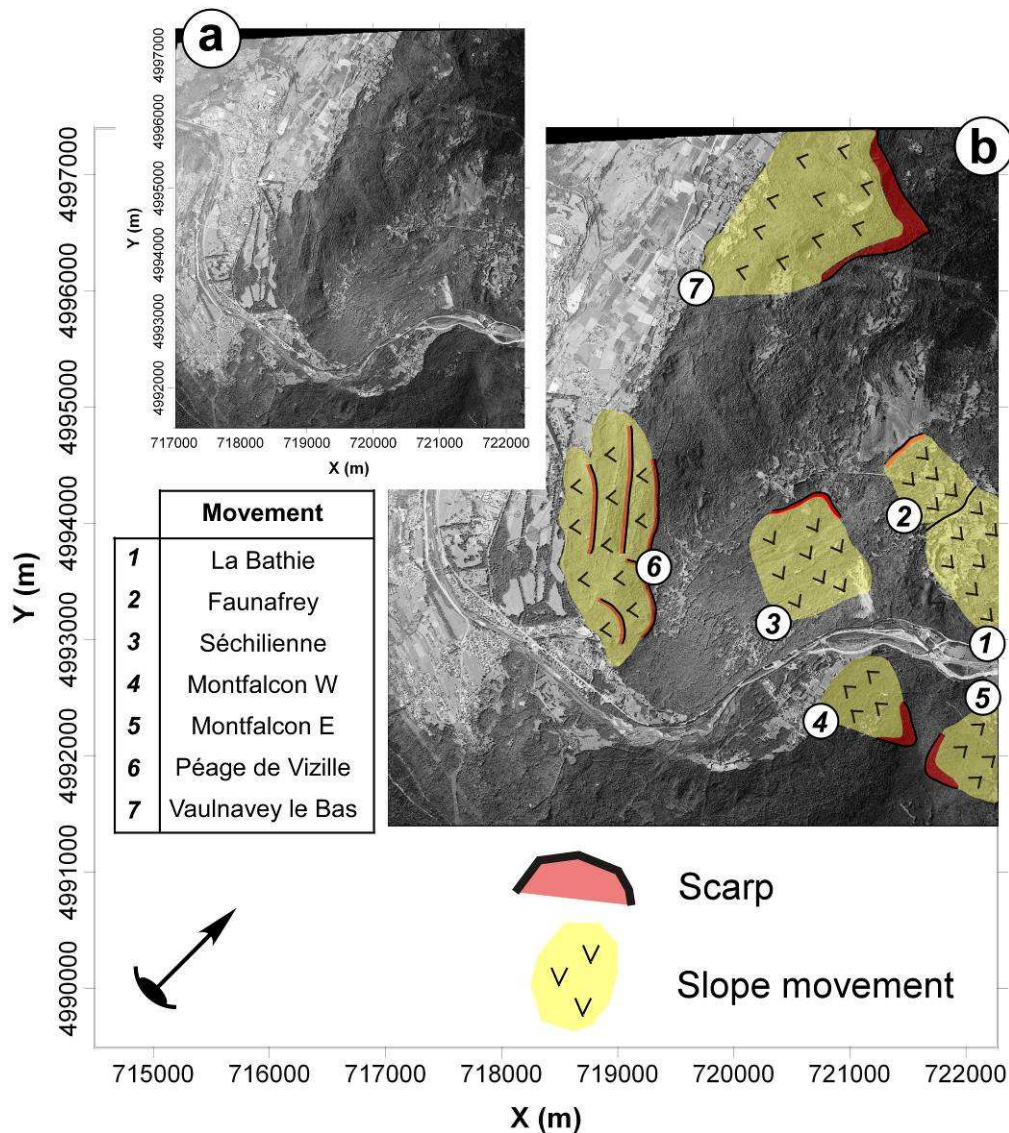 a
4997000
4996000
4995000
4994000
4993000
4992000
Y (m)
717000 718000 719000 720000 721000 722000
X (m)
b
4997000
4996000
4995000
4994000
4993000
4992000
4991000
4990000
Y (m)
7
6
2
3
1
4
5
Movement
1 La Bathie
2 Faunafrey
3 Séchilienne
4 Montfalcon W
5 Montfalcon E
6 Péage de Vizille
7 Vaulnavey le Bas
Scarp
Slope movement
715000 716000 717000 718000 719000 720000 721000 722000
X (m)